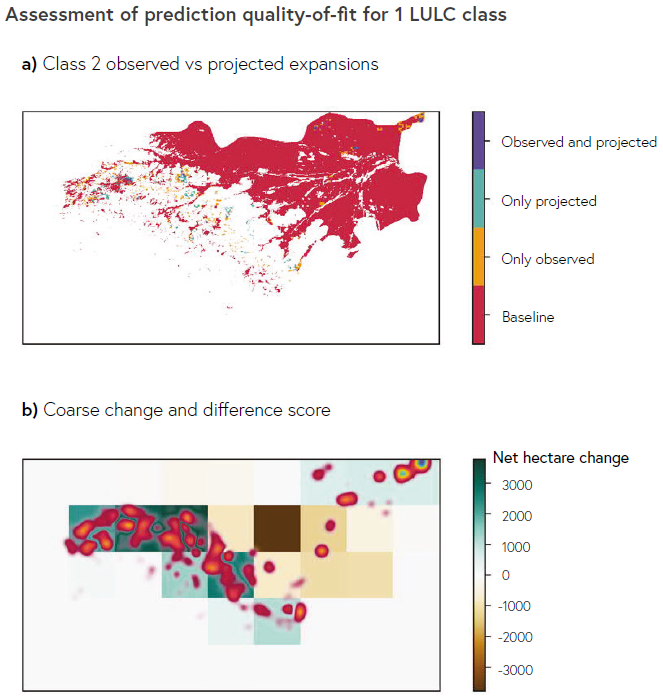 Assessment of prediction quality-of-fit for 1 LULC class
a) Class 2 observed vs projected expansions
Observed and projected
Only projected
Only observed
Baseline
b) Coarse change and difference score
Net hectare change
3000
2000
1000
0
-1000
-2000
-3000